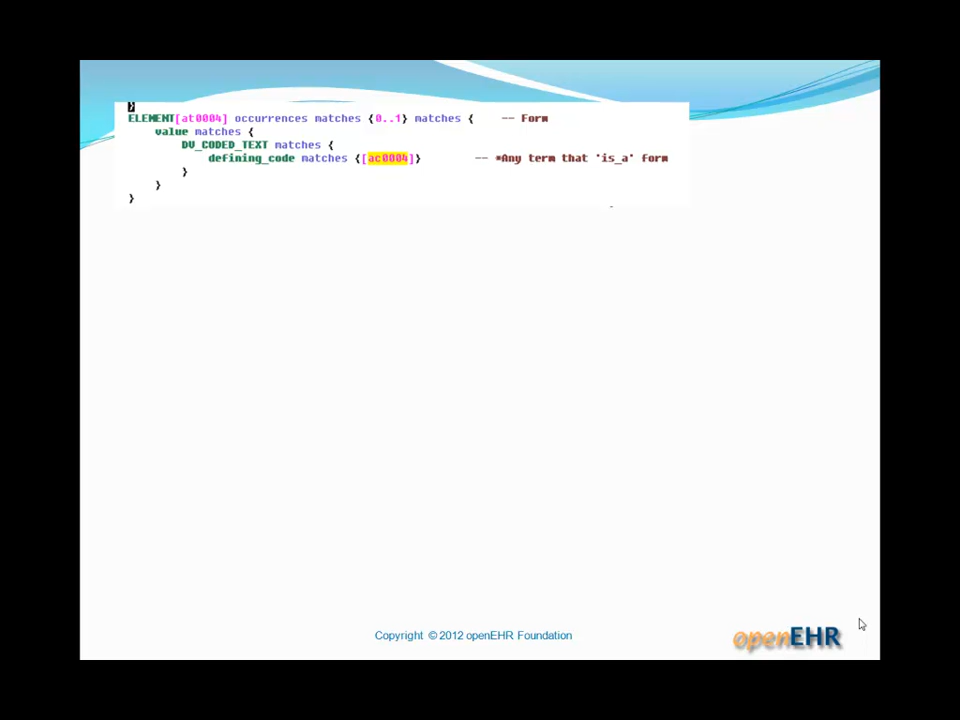 }
ELEMENT[at0004] occurrences matches {0..1} matches {    -- Form
    value matches {
        DV_CODED_TEXT matches {
            defining_code matches {[ac0004]}        -- *Any term that 'is_a' form
        }
    }
}
Copyright © 2012 openEHR Foundation
openEHR